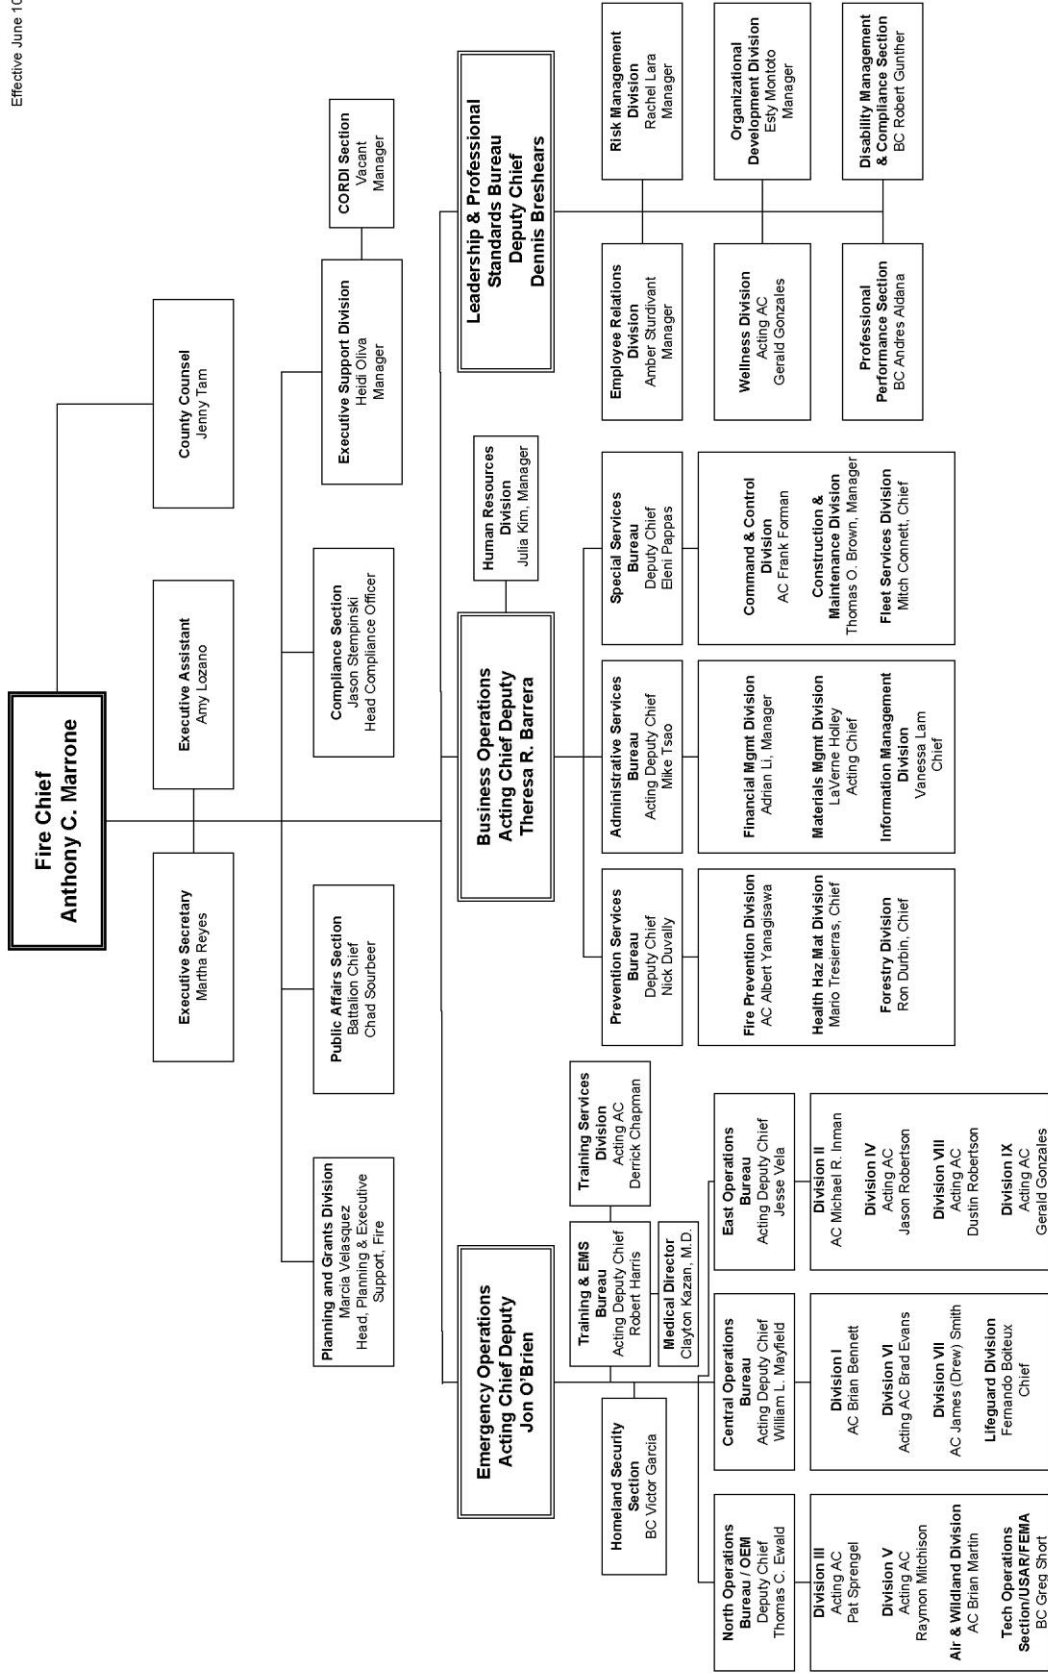 Effective June 10
Fire Chief
Anthony C. Marrone
Executive Secretary
Martha Reyes
Executive Assistant
Amy Lozano
County Counsel
Jenny Tam
Planning and Grants Division
Marcia Velasquez
Head, Planning & Executive
Support, Fire
Public Affairs Section
Battalion Chief
Chad Sourbeer
Compliance Section
Jason Stempinski
Head Compliance Officer
Executive Support Division
Heidi Oliva
Manager
CORDI Section
Vacant
Manager
Emergency Operations
Acting Chief Deputy
Jon O'Brien
Homeland Security
Section
BC Victor Garcia
Training & EMS
Bureau
Acting Deputy Chief
Robert Harris
Training Services
Division
Acting AC
Derrick Chapman
Medical Director
Clayton Kazan, M.D.
North Operations
Bureau / OEM
Deputy Chief
Thomas C. Ewald
Division III
Acting AC
Pat Sprengel
Division V
Acting AC
Raymon Mitchison
Air & Wildland Division
AC Brian Martin
Tech Operations
Section/USAR/FEMA
BC Greg Short
Central Operations
Bureau
Acting Deputy Chief
William L. Mayfield
Division I
AC Brian Bennett
Division VI
Acting AC Brad Evans
Division VII
AC James (Drew) Smith
Lifeguard Division
Fernando Boiteux
Chief
East Operations
Bureau
Acting Deputy Chief
Jesse Vela
Division II
AC Michael R. Inman
Division IV
Acting AC
Jason Robertson
Division VIII
Acting AC
Dustin Robertson
Division IX
Acting AC
Gerald Gonzales
Business Operations
Acting Chief Deputy
Theresa R. Barrera
Human Resources
Division
Julia Kim, Manager
Prevention Services
Bureau
Deputy Chief
Nick Duvally
Fire Prevention Division
AC Albert Yanagisawa
Health Haz Mat Division
Mario Tresierras, Chief
Forestry Division
Ron Durbin, Chief
Administrative Services
Bureau
Acting Deputy Chief
Mike Tsao
Financial Mgmt Division
Adrian Li, Manager
Materials Mgmt Division
LaVerne Holley
Acting Chief
Information Management
Division
Vanessa Lam
Chief
Special Services
Bureau
Deputy Chief
Eleni Pappas
Command & Control
Division
AC Frank Forman
Construction &
Maintenance Division
Thomas O. Brown, Manager
Fleet Services Division
Mitch Connett, Chief
Leadership & Professional
Standards Bureau
Deputy Chief
Dennis Breshears
Employee Relations
Division
Amber Sturdivant
Manager
Risk Management
Division
Rachel Lara
Manager
Wellness Division
Acting AC
Gerald Gonzales
Organizational
Development Division
Esty Montoto
Manager
Professional
Performance Section
BC Andres Aldana
Disability Management
& Compliance Section
BC Robert Gunther